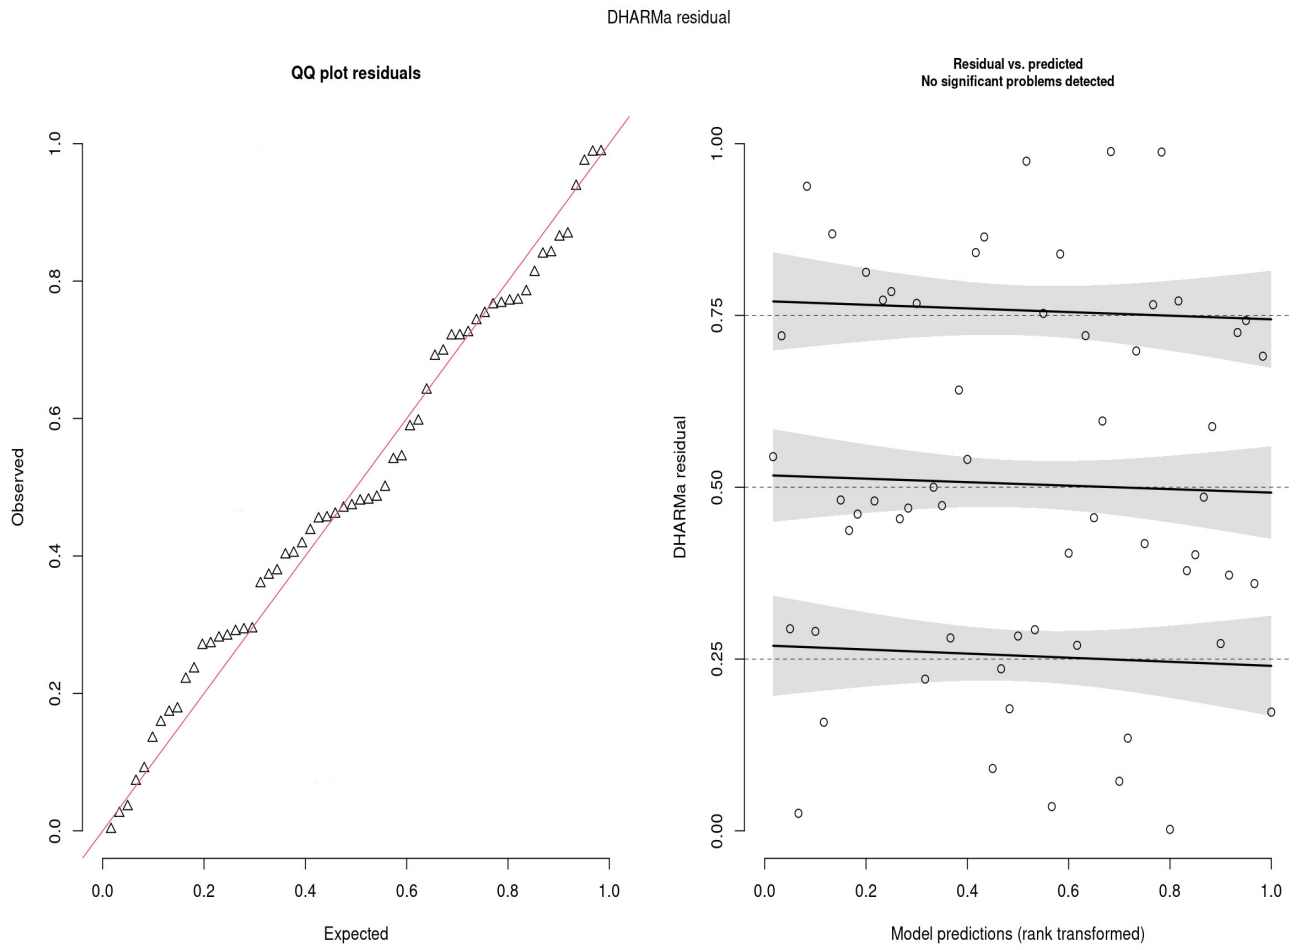 DHARMa residual
QQ plot residuals
Observed
0.0
0.2
0.4
0.6
0.8
1.0
0.0 0.2 0.4 0.6 0.8 1.0
Expected
Residual vs. predicted
No significant problems detected
DHARMa residual
0.00
0.25
0.50
0.75
1.00
0.0 0.2 0.4 0.6 0.8 1.0
Model predictions (rank transformed)